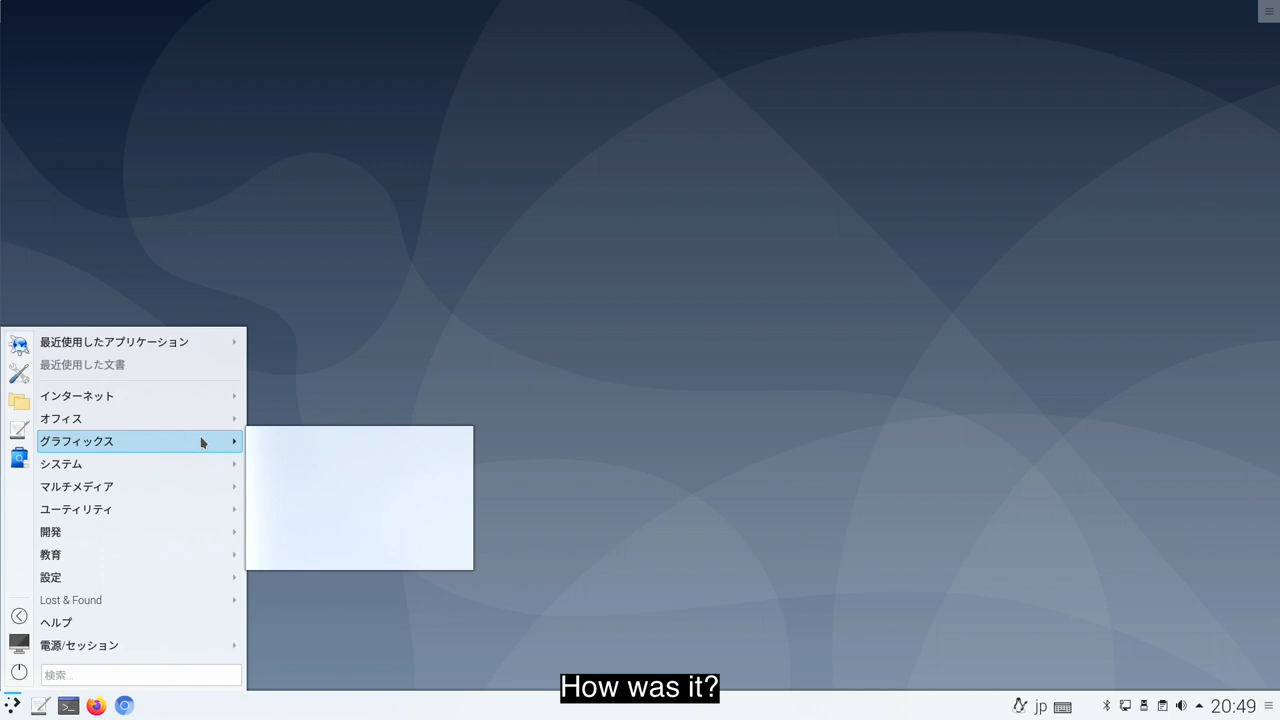 最近使用したアプリケーション
最近使用した文書
インターネット
オフィス
グラフィックス
システム
マルチメディア
ユーティリティ
開発
教育
設定
Lost & Found
ヘルプ
電源/セッション
検索...
How was it?
jp
20:49